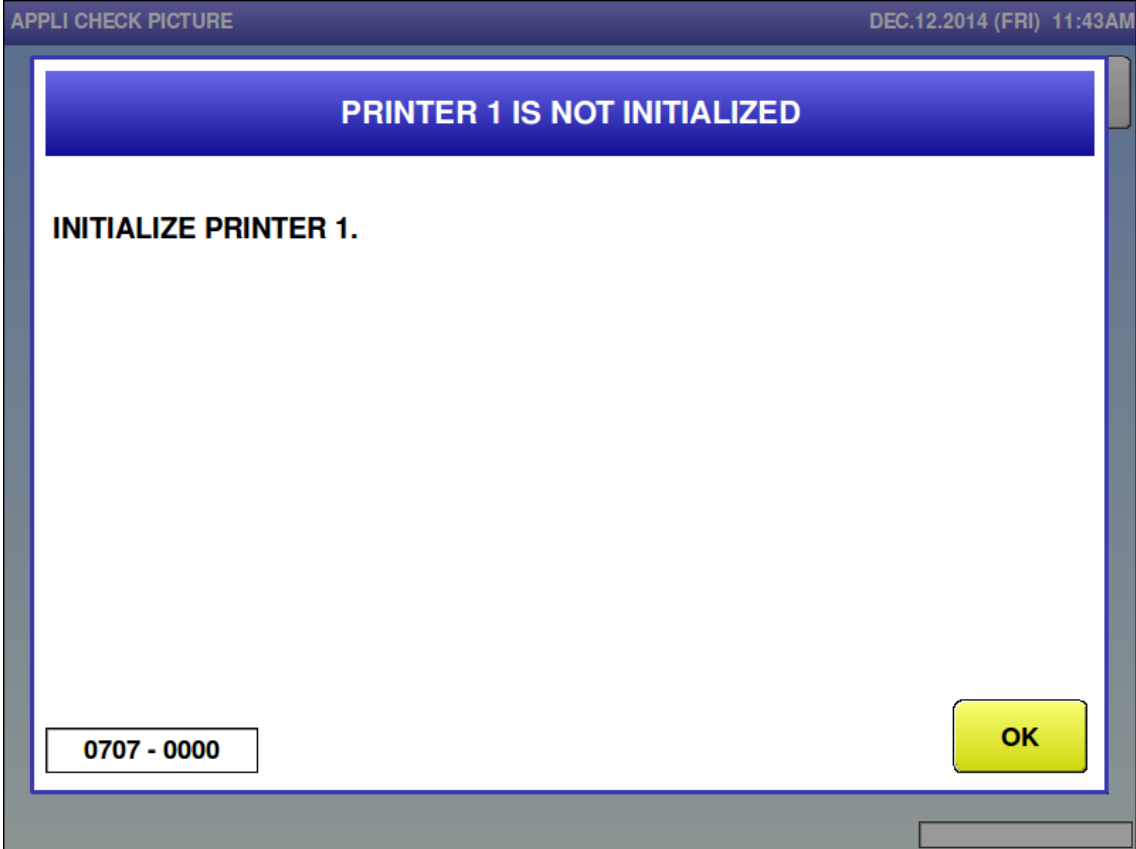 APPLI CHECK PICTURE DEC.12.2014 (FRI) 11:43AM
PRINTER 1 IS NOT INITIALIZED
INITIALIZE PRINTER 1.
0707 - 0000
OK